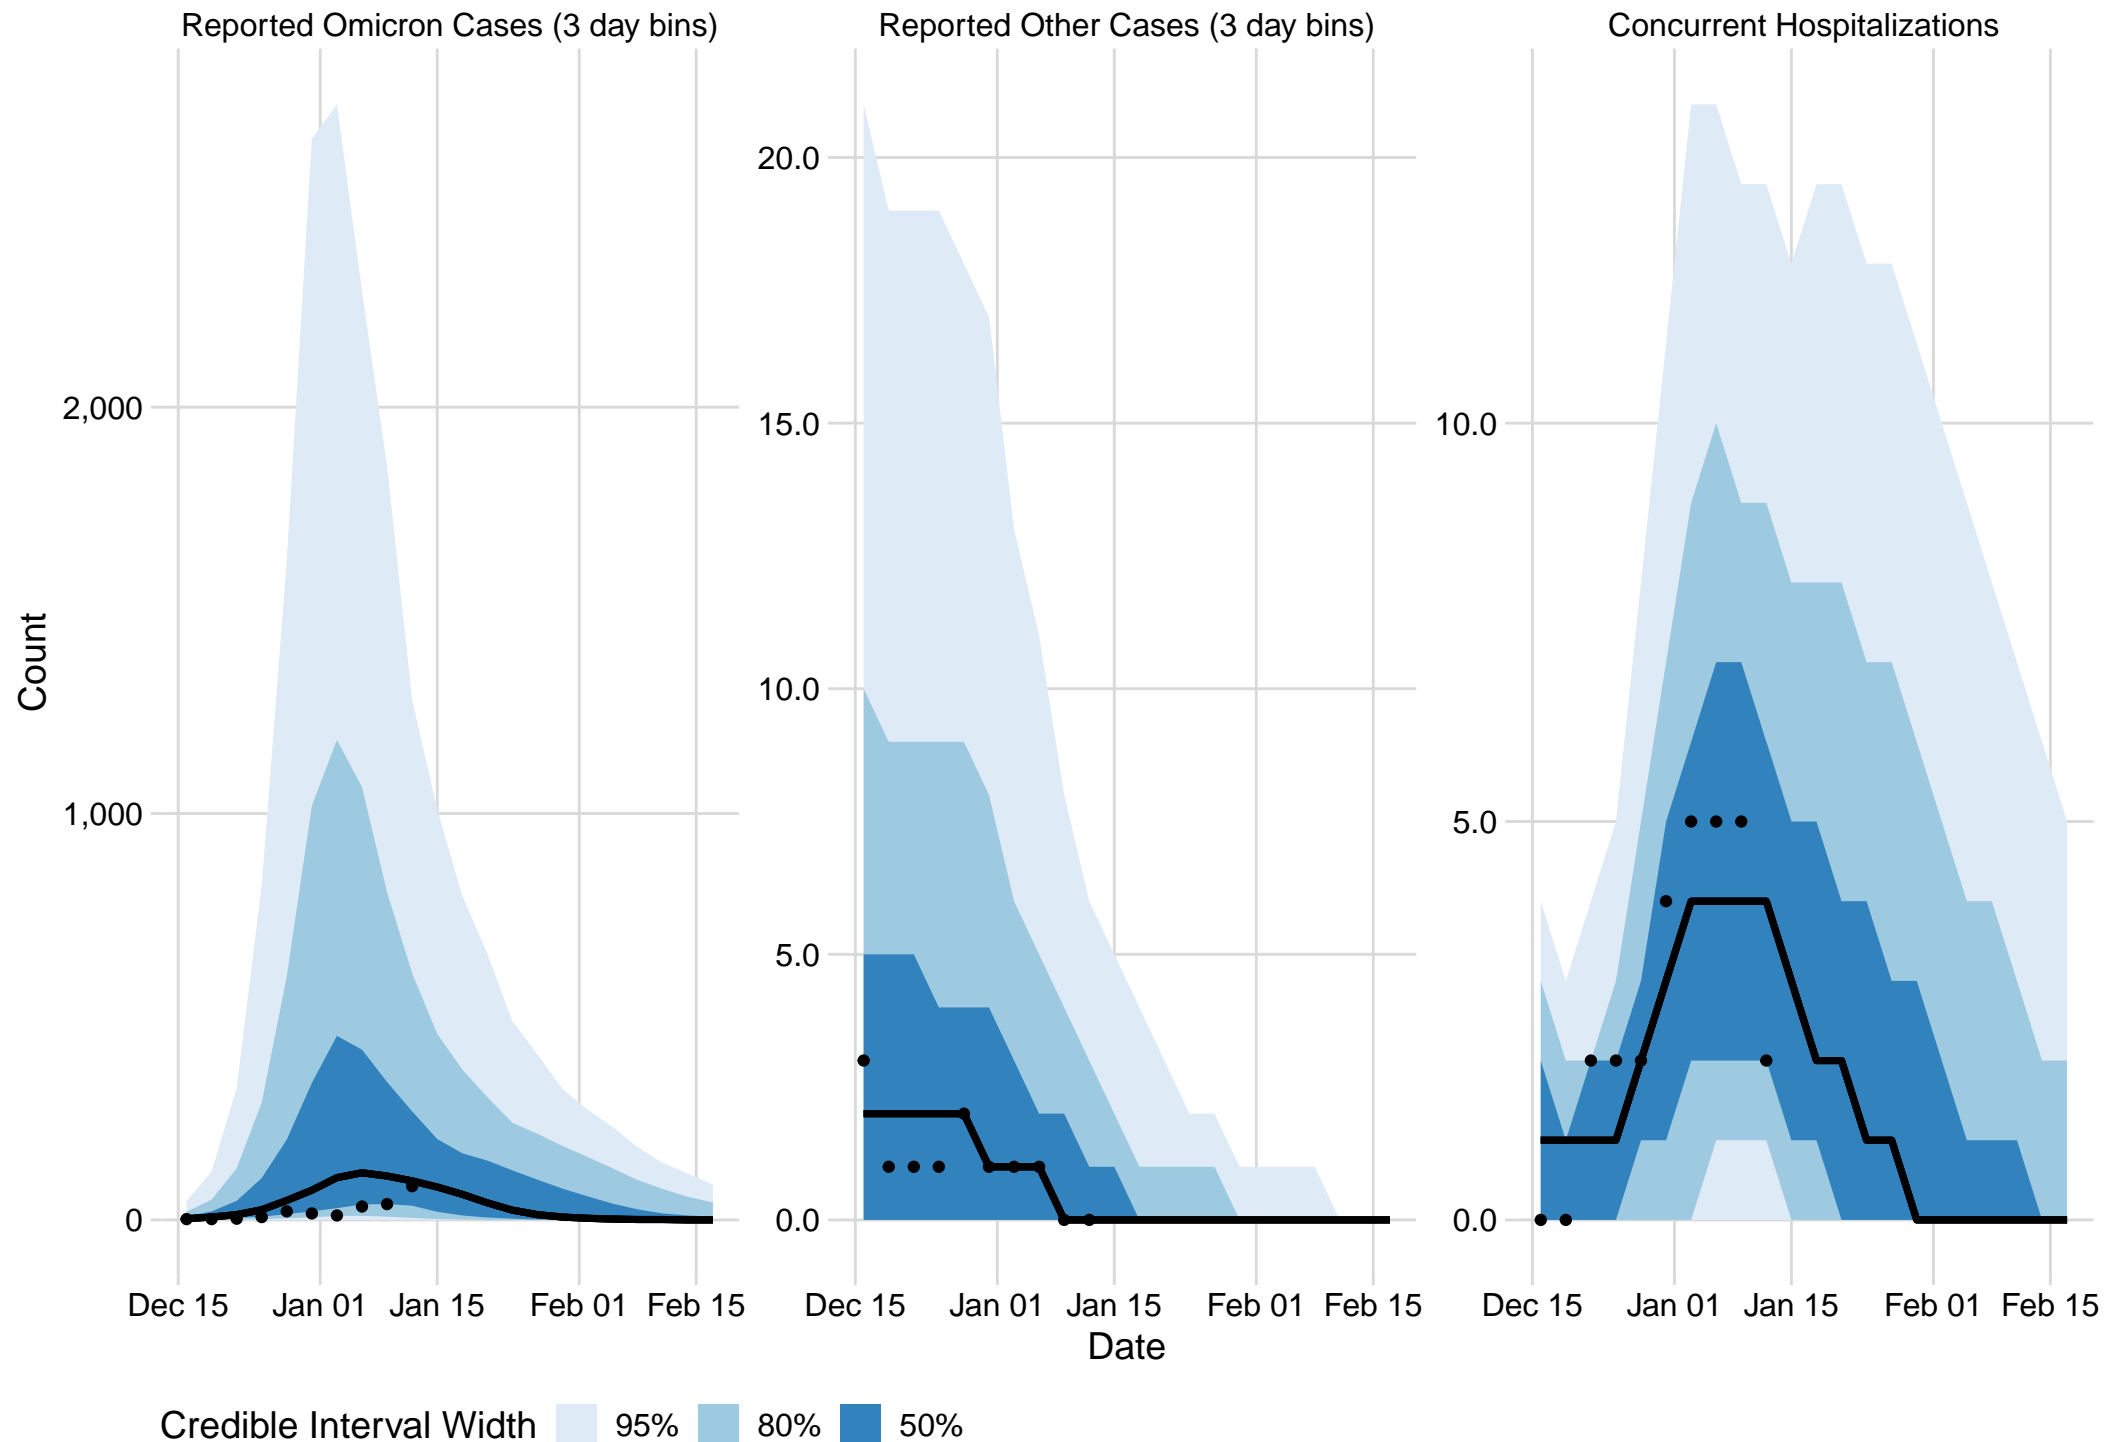 Reported Omicron Cases (3 day bins)
Reported Other Cases (3 day bins)
Concurrent Hospitalizations
Count
2,000
1,000
0
20.0
15.0
10.0
5.0
0.0
10.0
5.0
0.0
Dec 15 Jan 01 Jan 15 Feb 01 Feb 15
Dec 15 Jan 01 Jan 15 Feb 01 Feb 15
Dec 15 Jan 01 Jan 15 Feb 01 Feb 15
Date
Credible Interval Width 95% 80% 50%